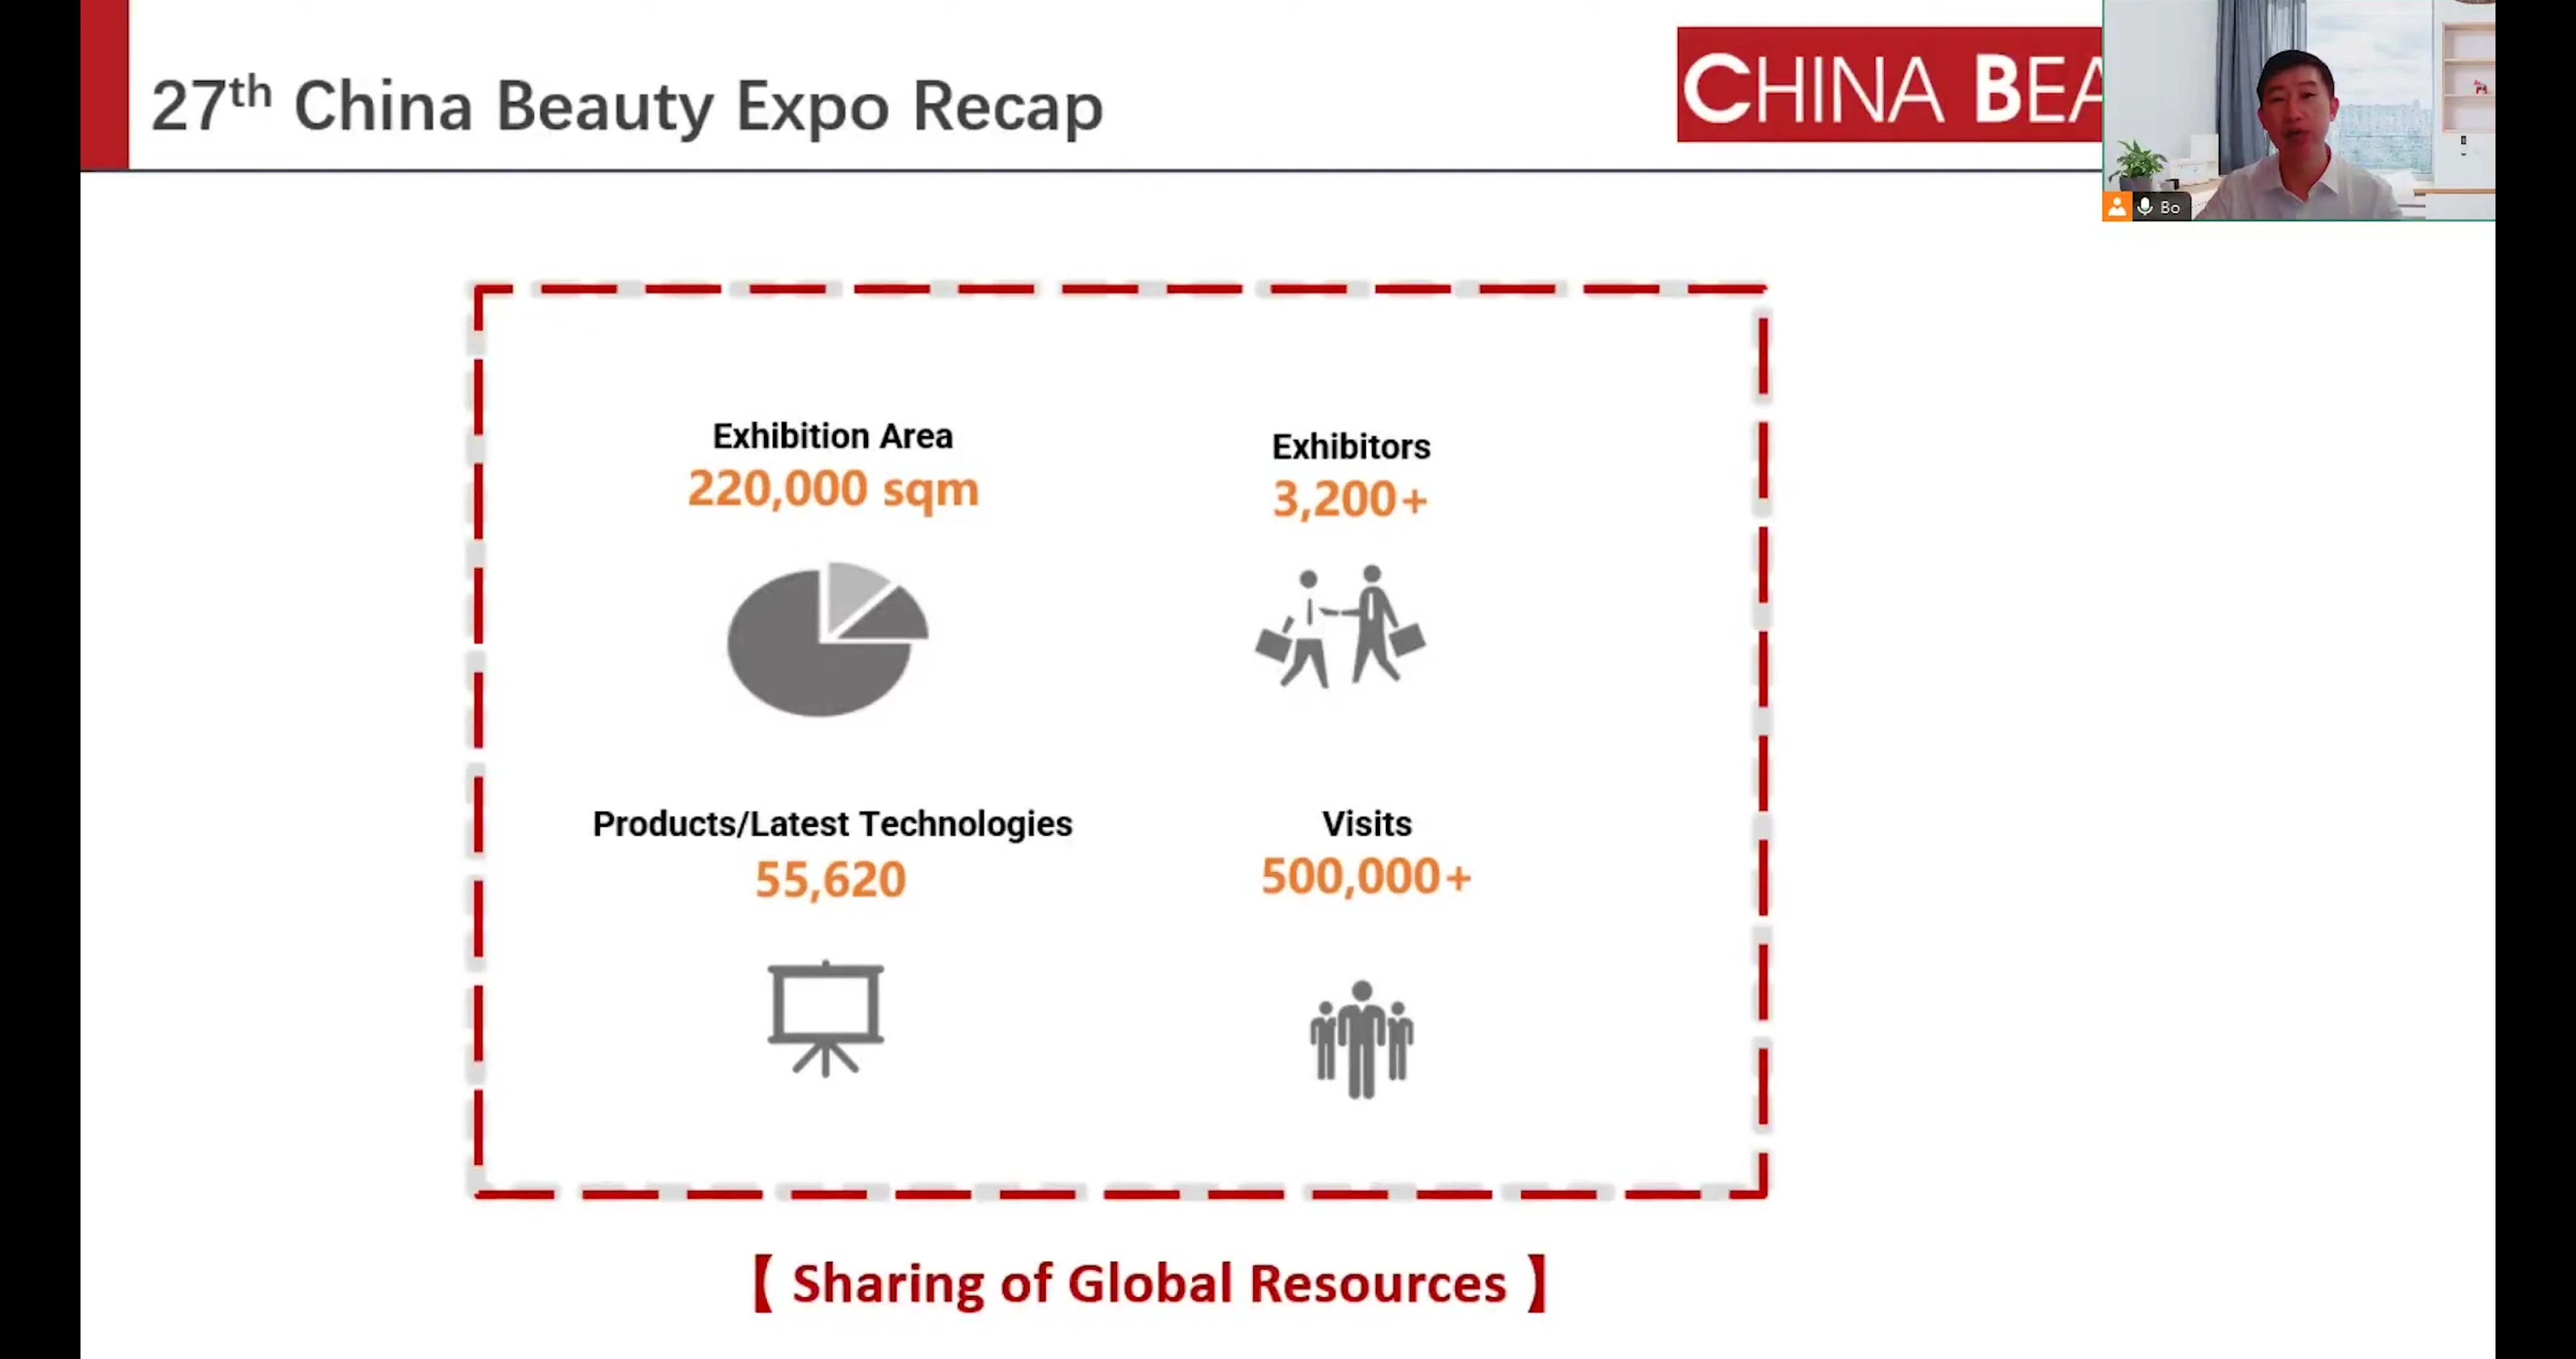 27th China Beauty Expo Recap
CHINA BEA
Bo
Exhibition Area
220,000 sqm
Exhibitors
3,200+
Products/Latest Technologies
55,620
Visits
500,000+
【 Sharing of Global Resources 】